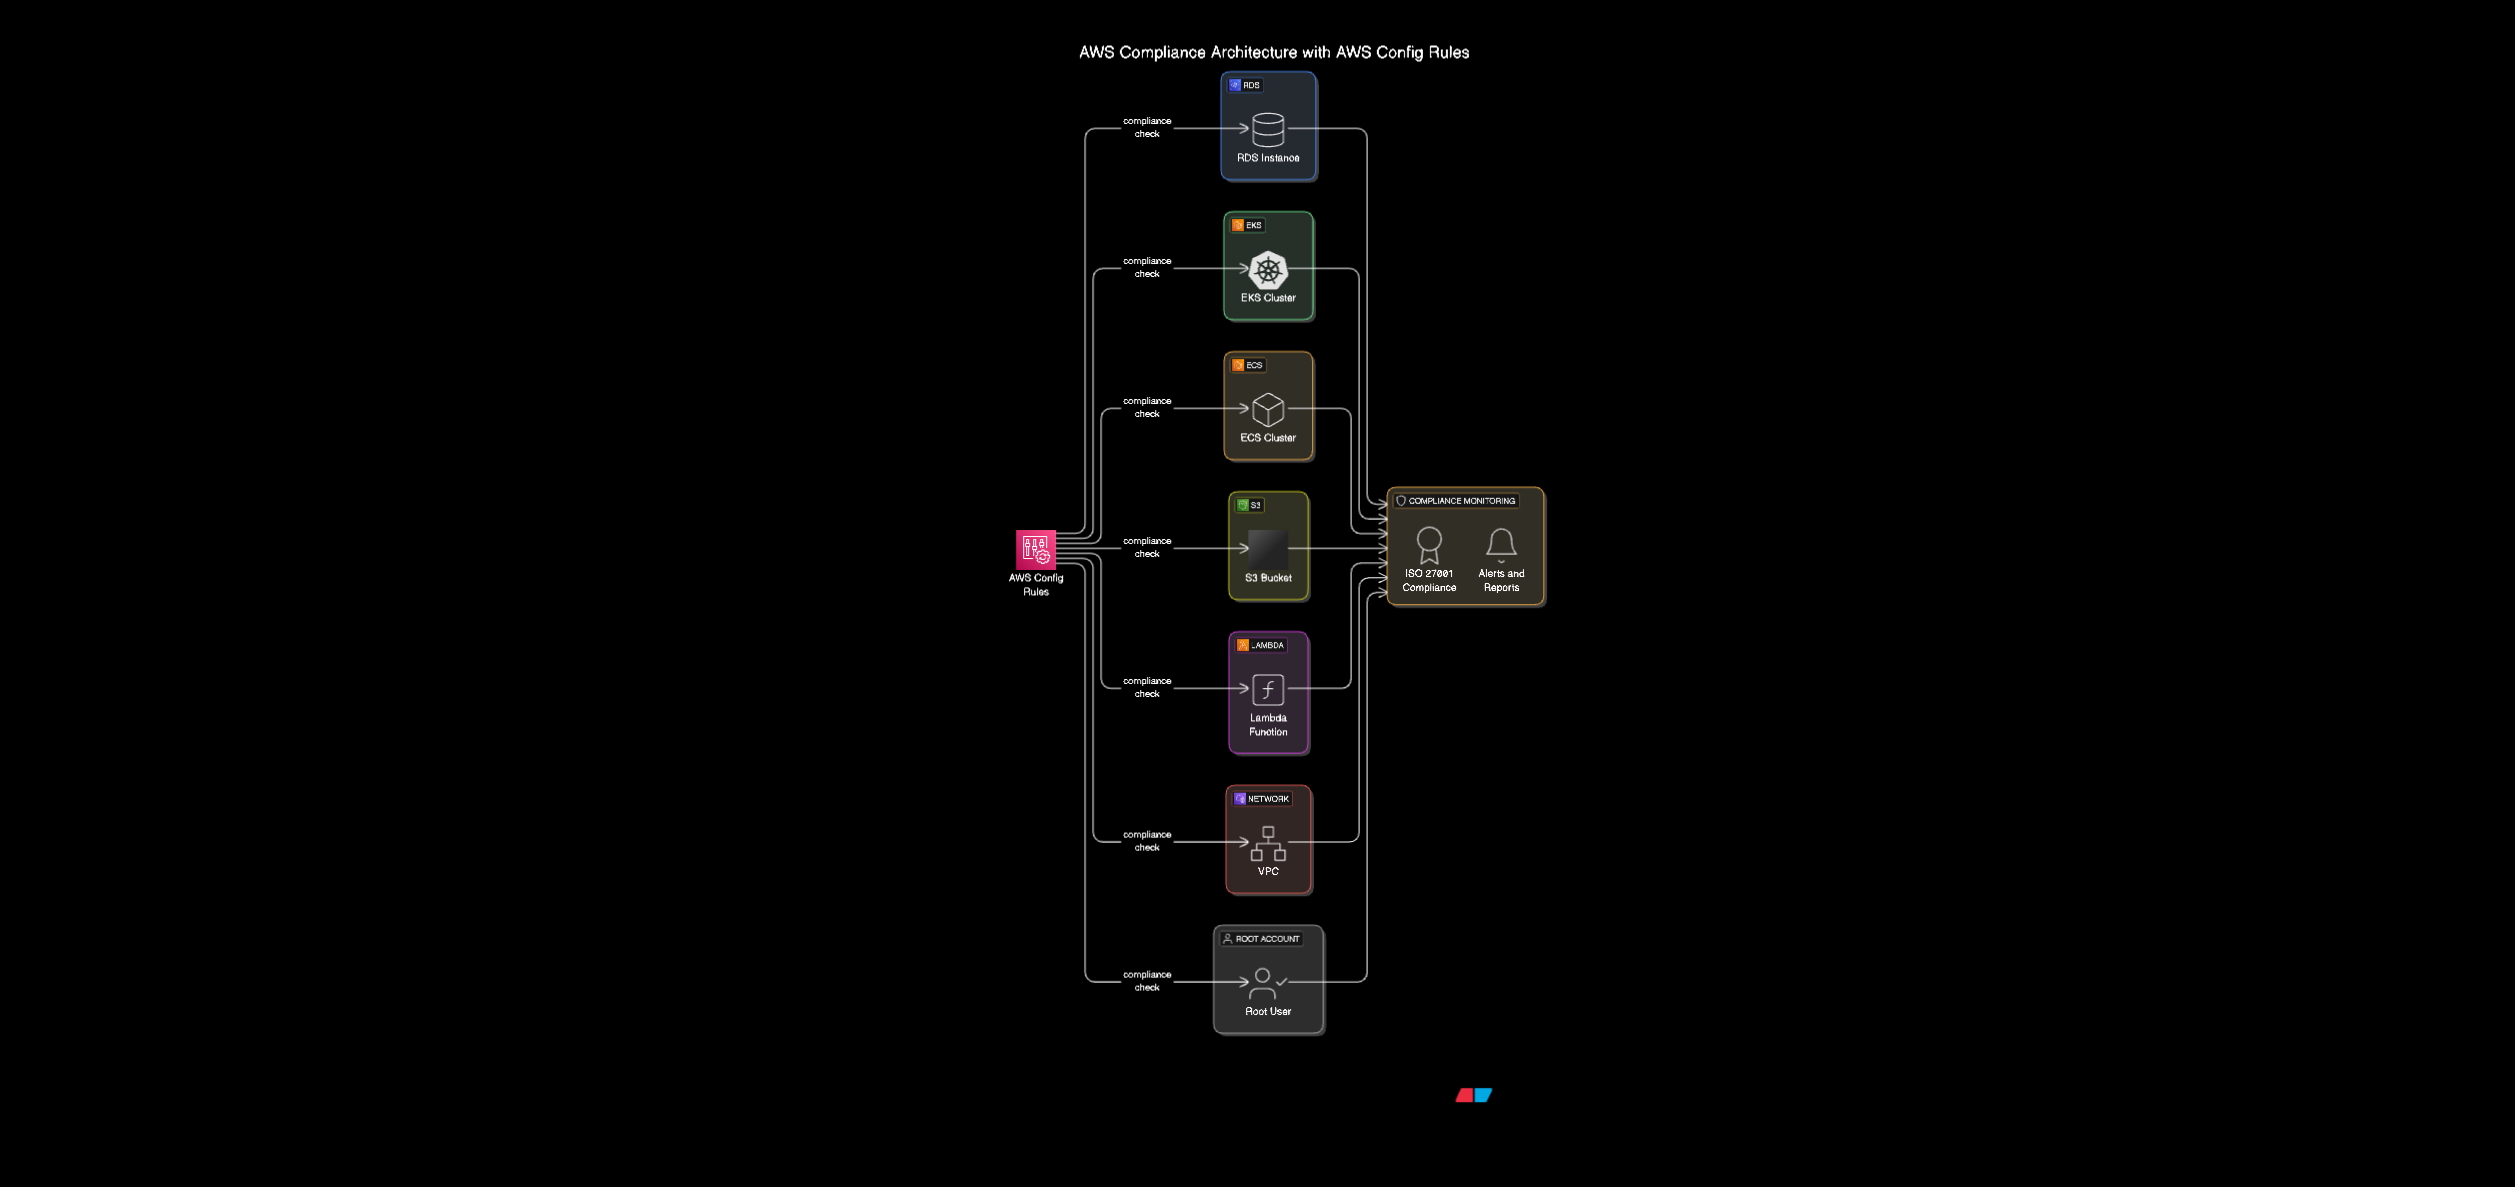 AWS Compliance Architecture with AWS Config Rules
RDS
compliance
check
RDS Instance
EKS
compliance
check
EKS Cluster
ECS
compliance
check
ECS Cluster
S3
compliance
check
S3 Bucket
AWS Config
Rules
COMPLIANCE MONITORING
ISO 27001
Compliance
Alerts and
Reports
LAMBDA
compliance
check
Lambda
Function
NETWORK
compliance
check
VPC
ROOT ACCOUNT
compliance
check
Root User